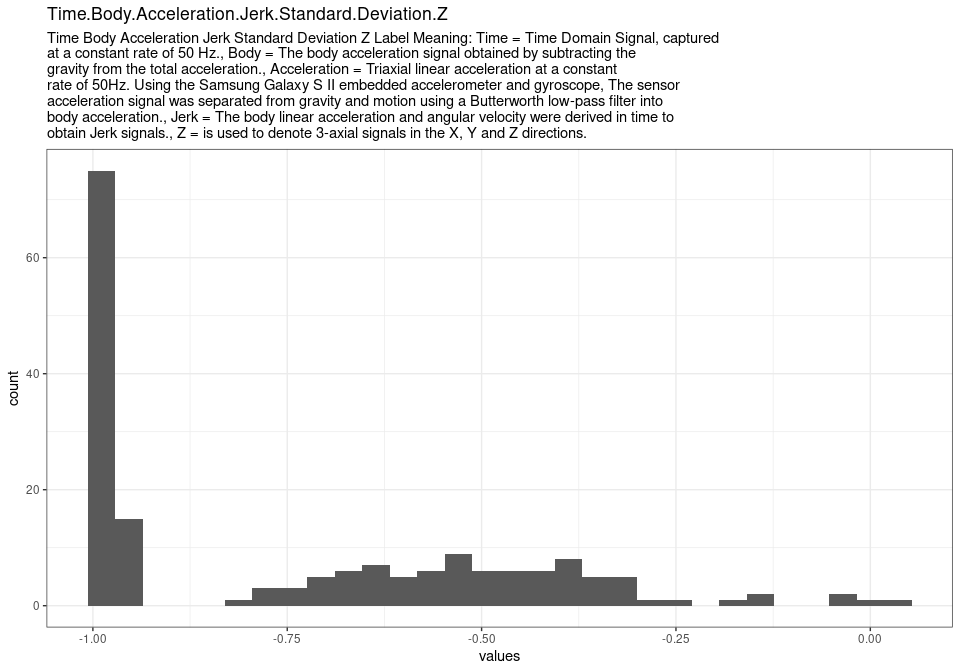 Time.Body.Acceleration.Jerk.Standard.Deviation.Z
Time Body Acceleration Jerk Standard Deviation Z Label Meaning: Time = Time Domain Signal, captured
at a constant rate of 50 Hz., Body = The body acceleration signal obtained by subtracting the
gravity from the total acceleration., Acceleration = Triaxial linear acceleration at a constant
rate of 50Hz. Using the Samsung Galaxy S II embedded accelerometer and gyroscope, The sensor
acceleration signal was separated from gravity and motion using a Butterworth low-pass filter into
body acceleration., Jerk = The body linear acceleration and angular velocity were derived in time to
obtain Jerk signals., Z = is used to denote 3-axial signals in the X, Y and Z directions.
60
40
20
0
count
-1.00 -0.75 -0.50 -0.25 0.00
values